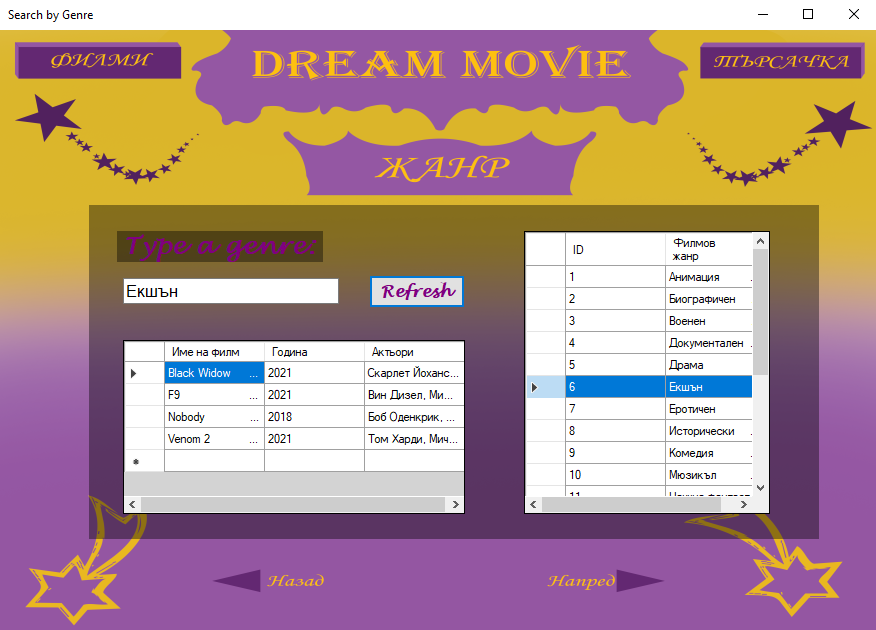 Search by Genre
ФИЛМИ
DREAM MOVIE
ТЪРСАЧКА
ЖАНР
Type a genre:
Екшън
Refresh
Име на филм Година Актьори
Black Widow ... 2021 Скарлет Йоханс...
F9 ... 2021 Вин Дизел, Ми...
Nobody ... 2018 Боб Оденкрик, ...
Venom 2 ... 2021 Том Харди, Мич...
ID Филмов жанр
1 Анимация
2 Биографичен
3 Военен
4 Документален
5 Драма
6 Екшън
7 Еротичен
8 Исторически
9 Комедия
10 Мюзикъл
11
Назад
Напред